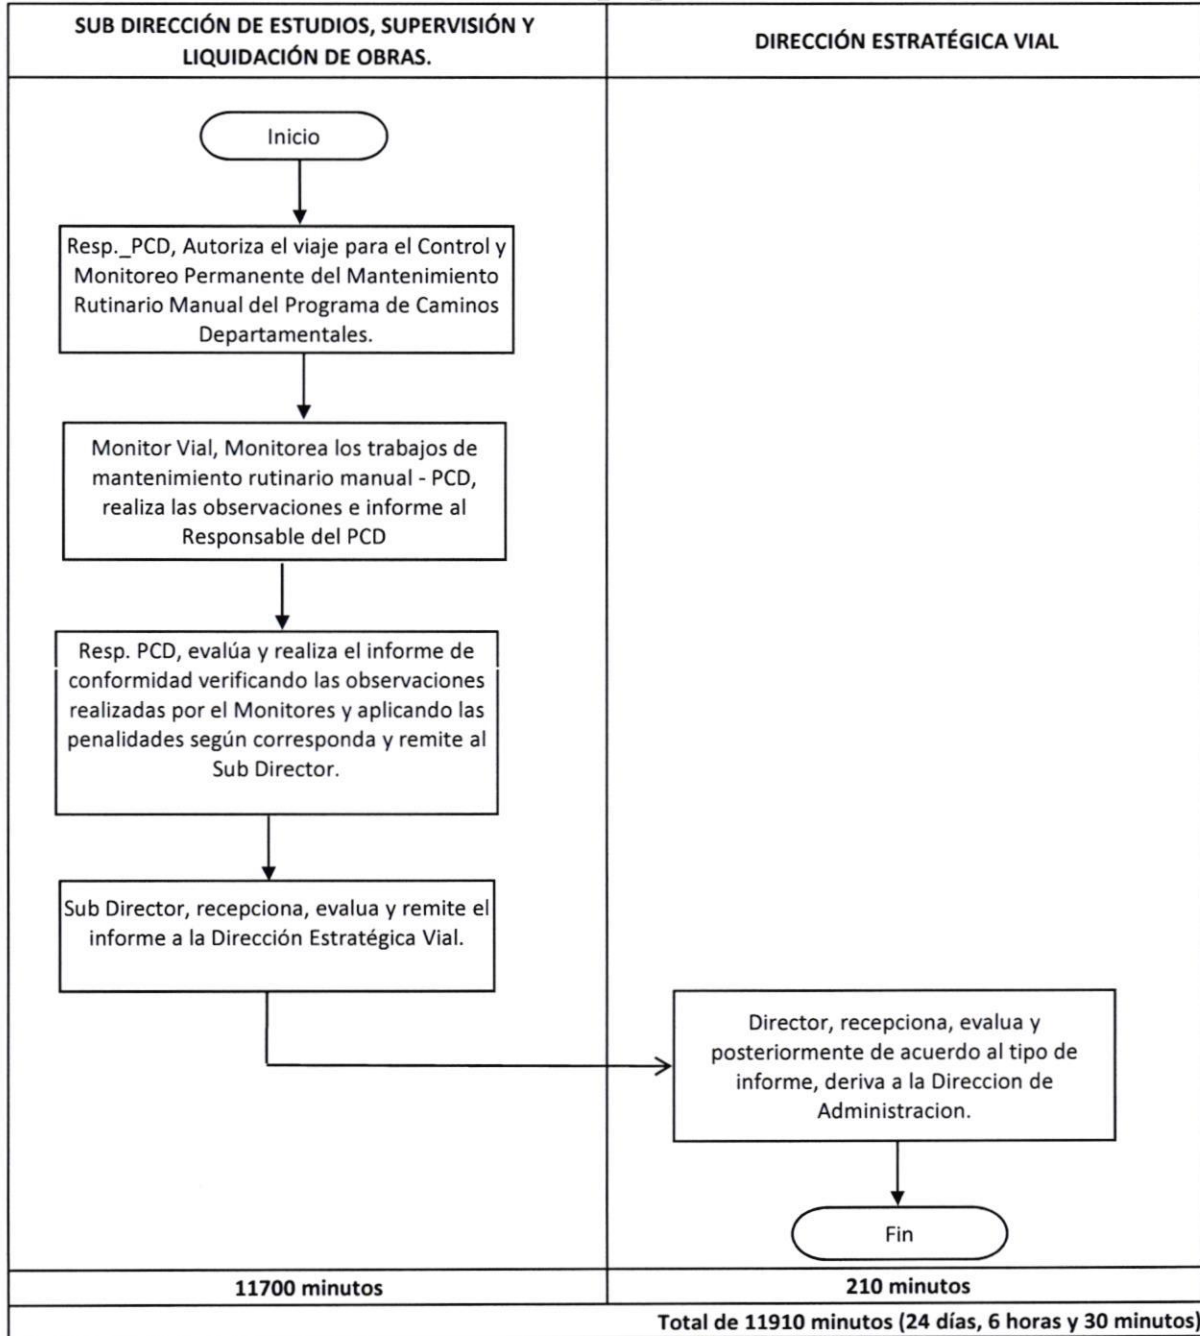 SUB DIRECCIÓN DE ESTUDIOS, SUPERVISIÓN Y
LIQUIDACIÓN DE OBRAS.
DIRECCIÓN ESTRATÉGICA VIAL
Inicio
Resp._PCD, Autoriza el viaje para el Control y
Monitoreo Permanente del Mantenimiento
Rutinario Manual del Programa de Caminos
Departamentales.
Monitor Vial, Monitorea los trabajos de
mantenimiento rutinario manual - PCD,
realiza las observaciones e informe al
Responsable del PCD
Resp. PCD, evalúa y realiza el informe de
conformidad verificando las observaciones
realizadas por el Monitores y aplicando las
penalidades según corresponda y remite al
Sub Director.
Sub Director, recepciona, evalua y remite el
informe a la Dirección Estratégica Vial.
Director, recepciona, evalua y
posteriormente de acuerdo al tipo de
informe, deriva a la Direccion de
Administracion.
Fin
11700 minutos
210 minutos
Total de 11910 minutos (24 días, 6 horas y 30 minutos)